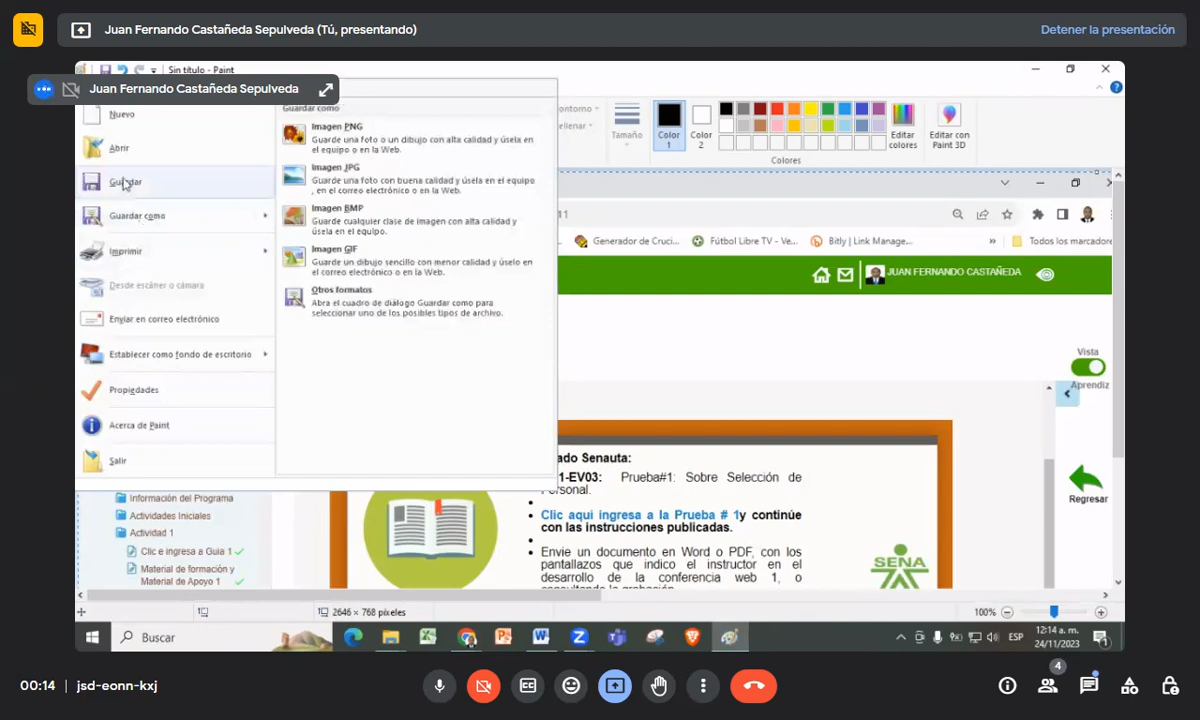 Juan Fernando Castañeda Sepulveda (Tú, presentando)
Detener la presentación
Sin título - Paint
Juan Fernando Castañeda Sepulveda
Nuevo
Abrir
Guardar
Guardar como
Imprimir
Desde escáner o cámara
Enviar en correo electrónico
Establecer como fondo de escritorio
Propiedades
Acerca de Paint
Salir
Guardar como
Imagen PNG
Guarde una foto o un dibujo con alta calidad y úsela en
el equipo o en la Web.
Imagen JPG
Guarde una foto con buena calidad y úsela en el equipo
, en el correo electrónico o en la Web.
Imagen BMP
Guarde cualquier clase de imagen con alta calidad y
úsela en el equipo.
Imagen GIF
Guarde un dibujo sencillo con menor calidad y úselo en
el correo electrónico o en la Web.
Otros formatos
Abra el cuadro de diálogo Guardar como para
seleccionar uno de los posibles tipos de archivo.
ontorno
ellenar
Tamaño
Color
1
Color
2
Editar
colores
Editar con
Paint 3D
Colores
11
Generador de Cruci...
Fútbol Libre TV - Ve...
Bitly | Link Manage...
»
Todos los marcadore
JUAN FERNANDO CASTAÑEDA
Vista
Aprendiz
Regresar
ado Senauta:
1-EV03: Prueba#1: Sobre Selección de
Personal.
Clic aquí ingresa a la Prueba # 1y continúe
con las instrucciones publicadas.
Envie un documento en Word o PDF, con los
pantallazos que indico el instructor en el
desarrollo de la conferencia web 1, o
consultando la grabación
SENA
Información del Programa
Actividades Iniciales
Actividad 1
Clic e ingresa a Guia 1
Material de formación y
Material de Apoyo 1
2646 × 768 píxeles
100%
Buscar
ESP
12:14 a. m.
24/11/2023
1
00:14 | jsd-eonn-kxj
4